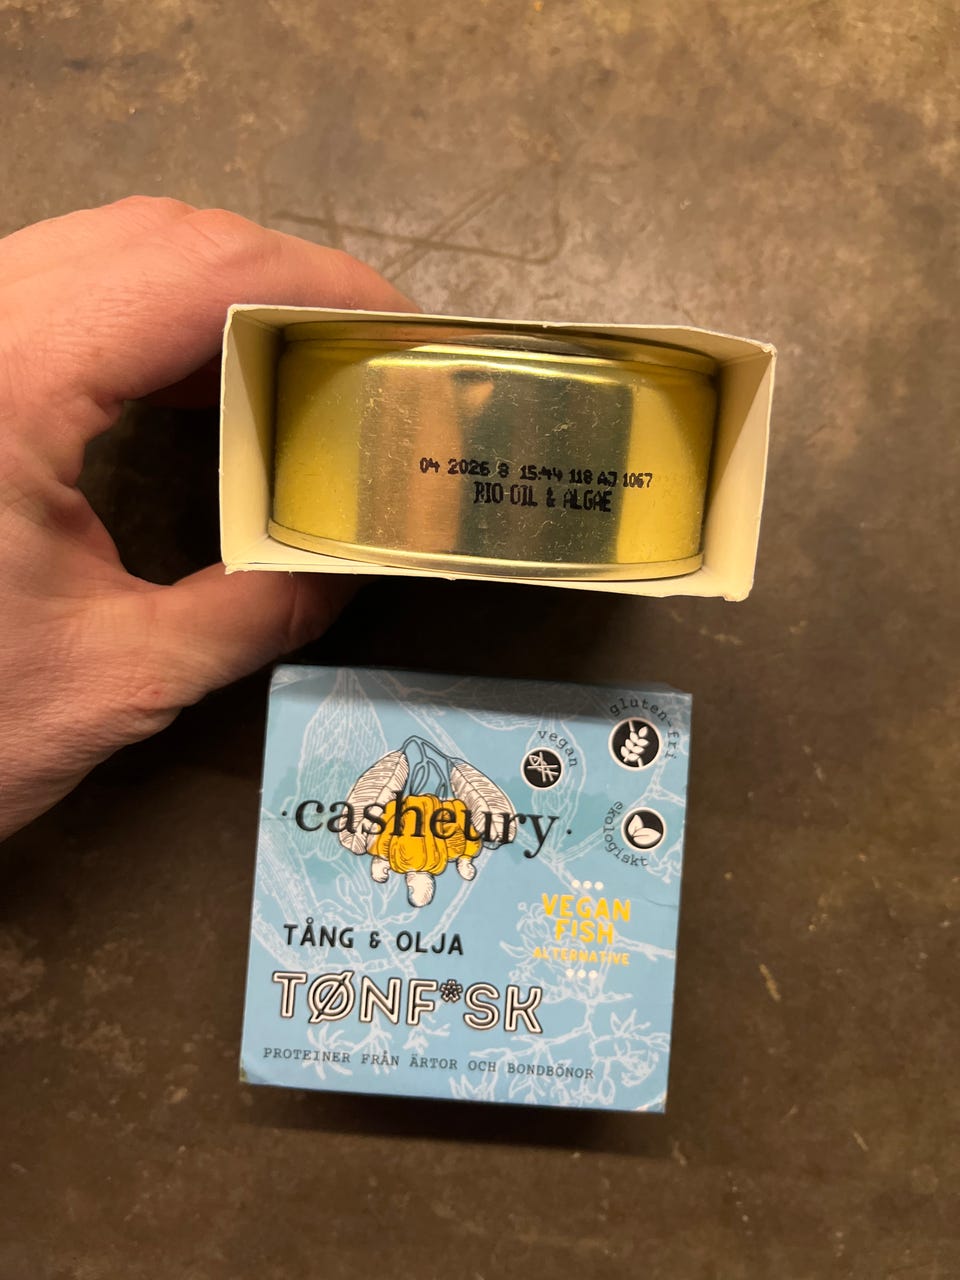 04 2026 8 15:44 118 AJ 1067
BIO-OIL & ALGAE
gluten-fri
vegan
·casheury·
ekologiskt
VEGAN
FISH
ALTERNATIVE
TÅNG & OLJA
TØNF*SK
PROTEINER FRÅN ÄRTOR OCH BONDBÖNOR